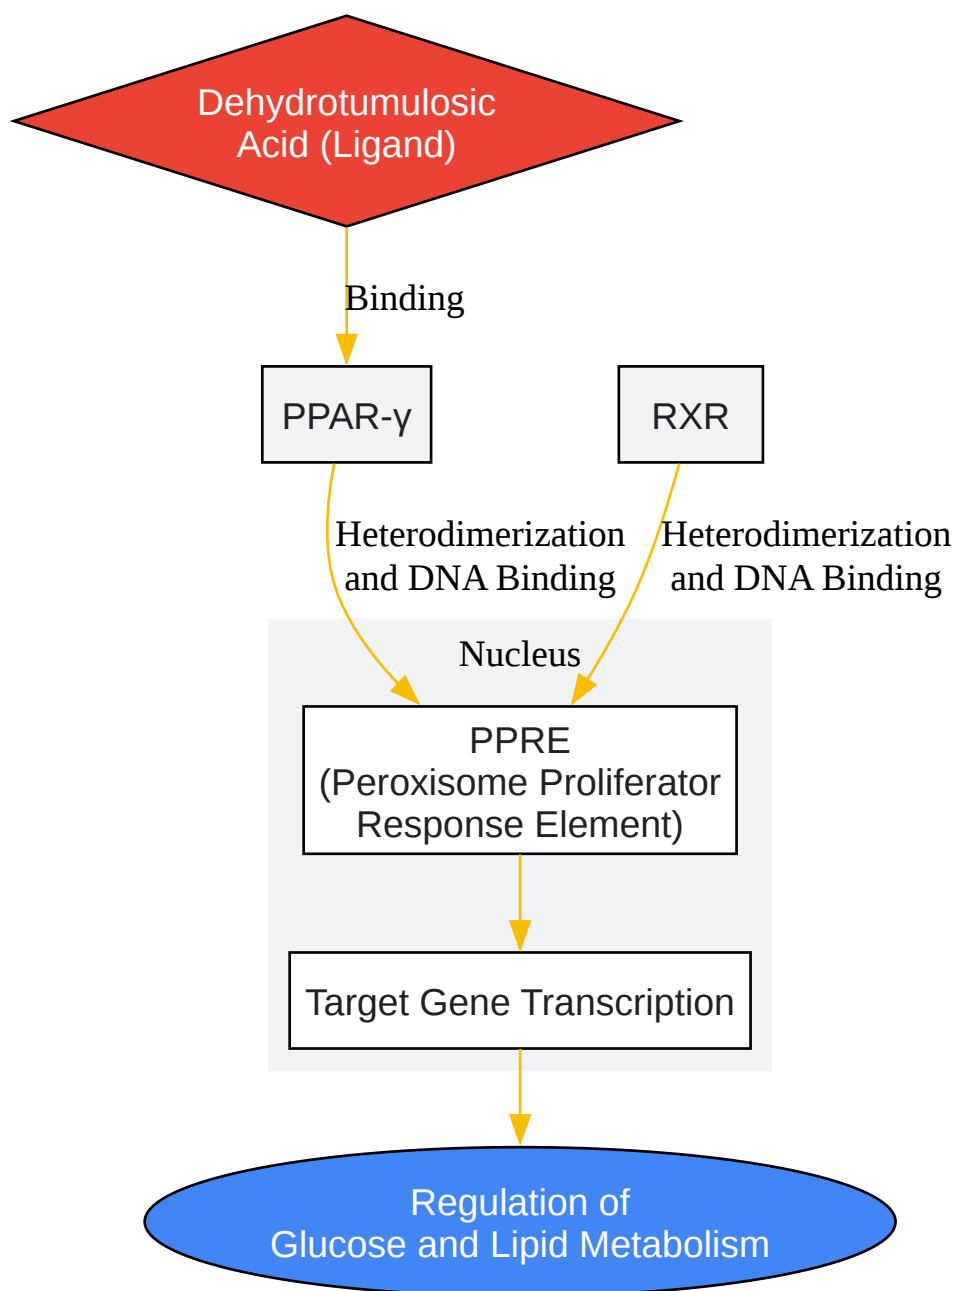 Dehydrotumulosic
Acid (Ligand)
Binding
PPAR-γ
RXR
Heterodimerization
and DNA Binding
Heterodimerization
and DNA Binding
Nucleus
PPRE
(Peroxisome Proliferator
Response Element)
Target Gene Transcription
Regulation of
Glucose and Lipid Metabolism